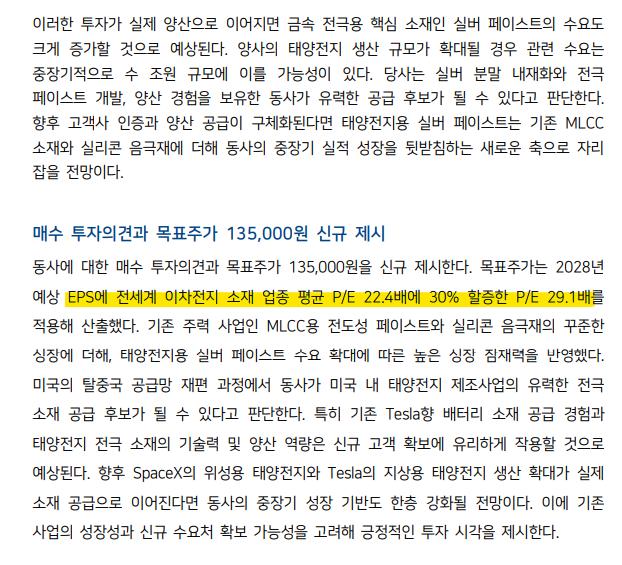 이러한 투자가 실제 양산으로 이어지면 금속 전극용 핵심 소재인 실버 페이스트의 수요도
크게 증가할 것으로 예상된다. 양사의 태양전지 생산 규모가 확대될 경우 관련 수요는
중장기적으로 수 조원 규모에 이를 가능성이 있다. 당사는 실버 분말 내재화와 전극
페이스트 개발, 양산 경험을 보유한 동사가 유력한 공급 후보가 될 수 있다고 판단한다.
향후 고객사 인증과 양산 공급이 구체화된다면 태양전지용 실버 페이스트는 기존 MLCC
소재와 실리콘 음극재에 더해 동사의 중장기 실적 성장을 뒷받침하는 새로운 축으로 자리
잡을 전망이다.
매수 투자의견과 목표주가 135,000원 신규 제시
동사에 대한 매수 투자의견과 목표주가 135,000원을 신규 제시한다. 목표주가는 2028년
예상 EPS에 전세계 이차전지 소재 업종 평균 P/E 22.4배에 30% 할증한 P/E 29.1배를
적용해 산출했다. 기존 주력 사업인 MLCC용 전도성 페이스트와 실리콘 음극재의 꾸준한
성장에 더해, 태양전지용 실버 페이스트 수요 확대에 따른 높은 성장 잠재력을 반영했다.
미국의 탈중국 공급망 재편 과정에서 동사가 미국 내 태양전지 제조사업의 유력한 전극
소재 공급 후보가 될 수 있다고 판단한다. 특히 기존 Tesla향 배터리 소재 공급 경험과
태양전지 전극 소재의 기술력 및 양산 역량은 신규 고객 확보에 유리하게 작용할 것으로
예상된다. 향후 SpaceX의 위성용 태양전지와 Tesla의 지상용 태양전지 생산 확대가 실제
소재 공급으로 이어진다면 동사의 중장기 성장 기반도 한층 강화될 전망이다. 이에 기존
사업의 성장성과 신규 수요처 확보 가능성을 고려해 긍정적인 투자 시각을 제시한다.